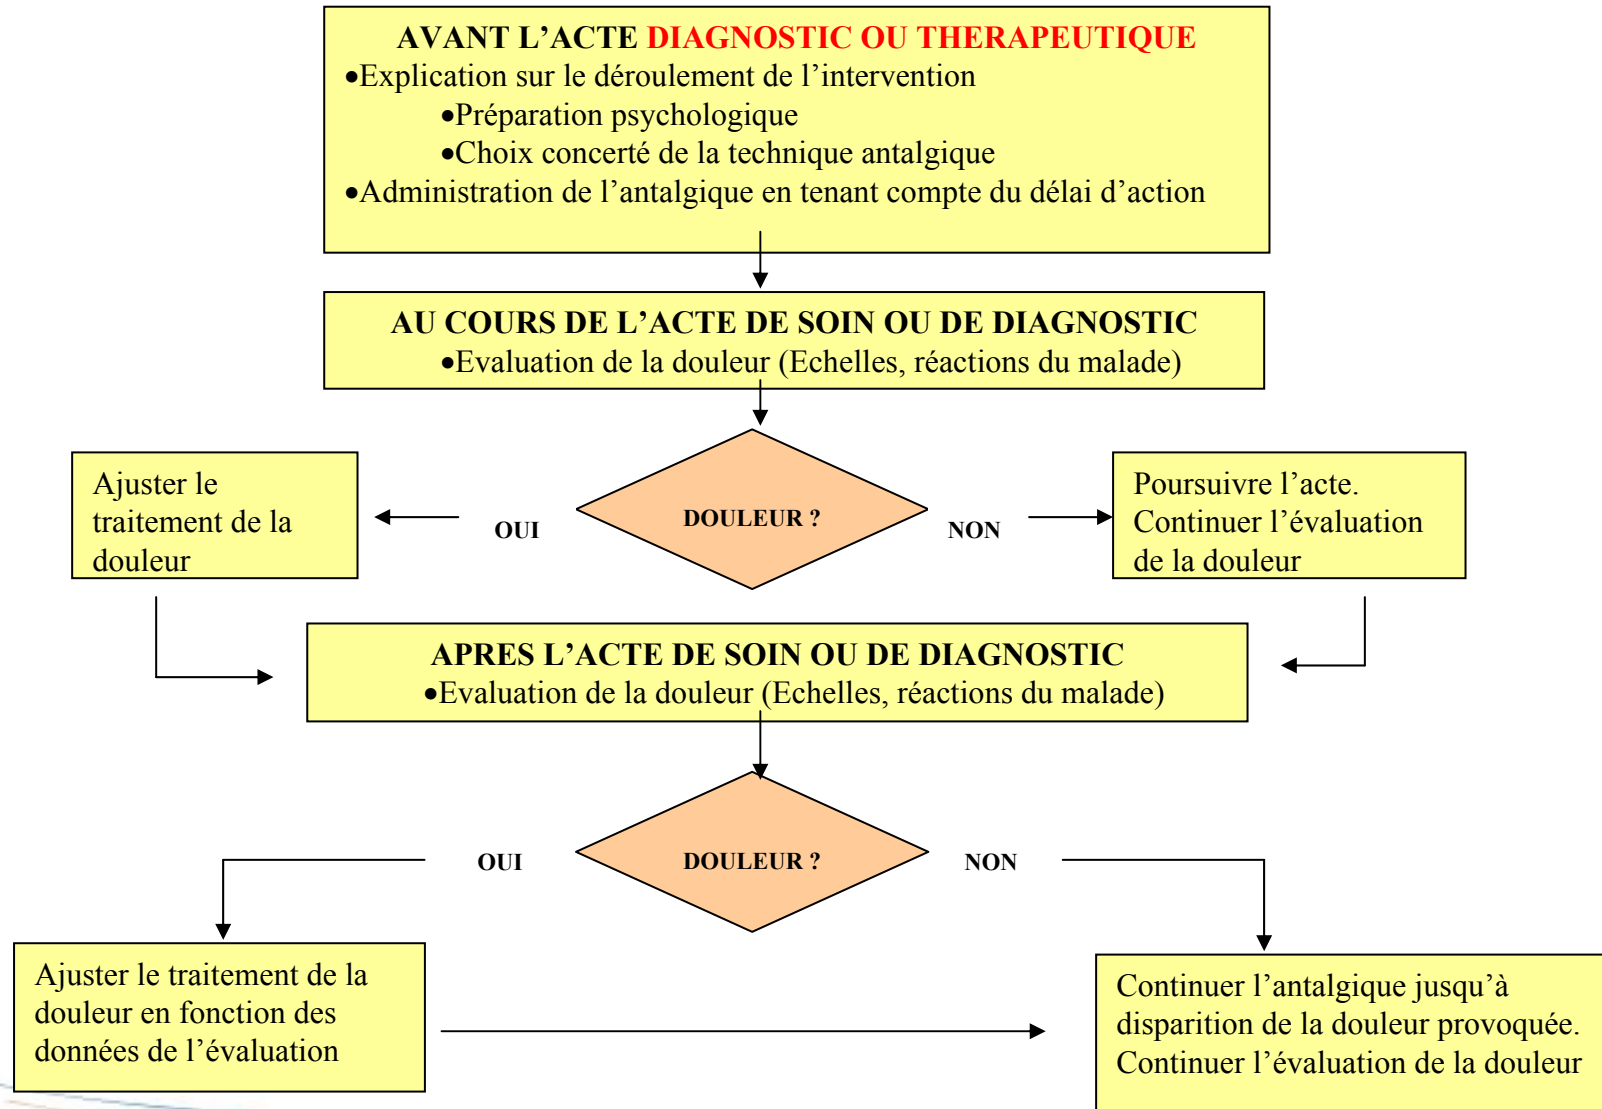 AVANT L’ACTE DIAGNOSTIC OU THERAPEUTIQUE
•Explication sur le déroulement de l’intervention
•Préparation psychologique
•Choix concerté de la technique antalgique
•Administration de l’antalgique en tenant compte du délai d’action
AU COURS DE L’ACTE DE SOIN OU DE DIAGNOSTIC
•Evaluation de la douleur (Echelles, réactions du malade)
DOULEUR ?
OUI
NON
Ajuster le
traitement de la
douleur
Poursuivre l’acte.
Continuer l’évaluation
de la douleur
APRES L’ACTE DE SOIN OU DE DIAGNOSTIC
•Evaluation de la douleur (Echelles, réactions du malade)
OUI
DOULEUR ?
NON
Ajuster le traitement de la
douleur en fonction des
données de l’évaluation
Continuer l’antalgique jusqu’à
disparition de la douleur provoquée.
Continuer l’évaluation de la douleur